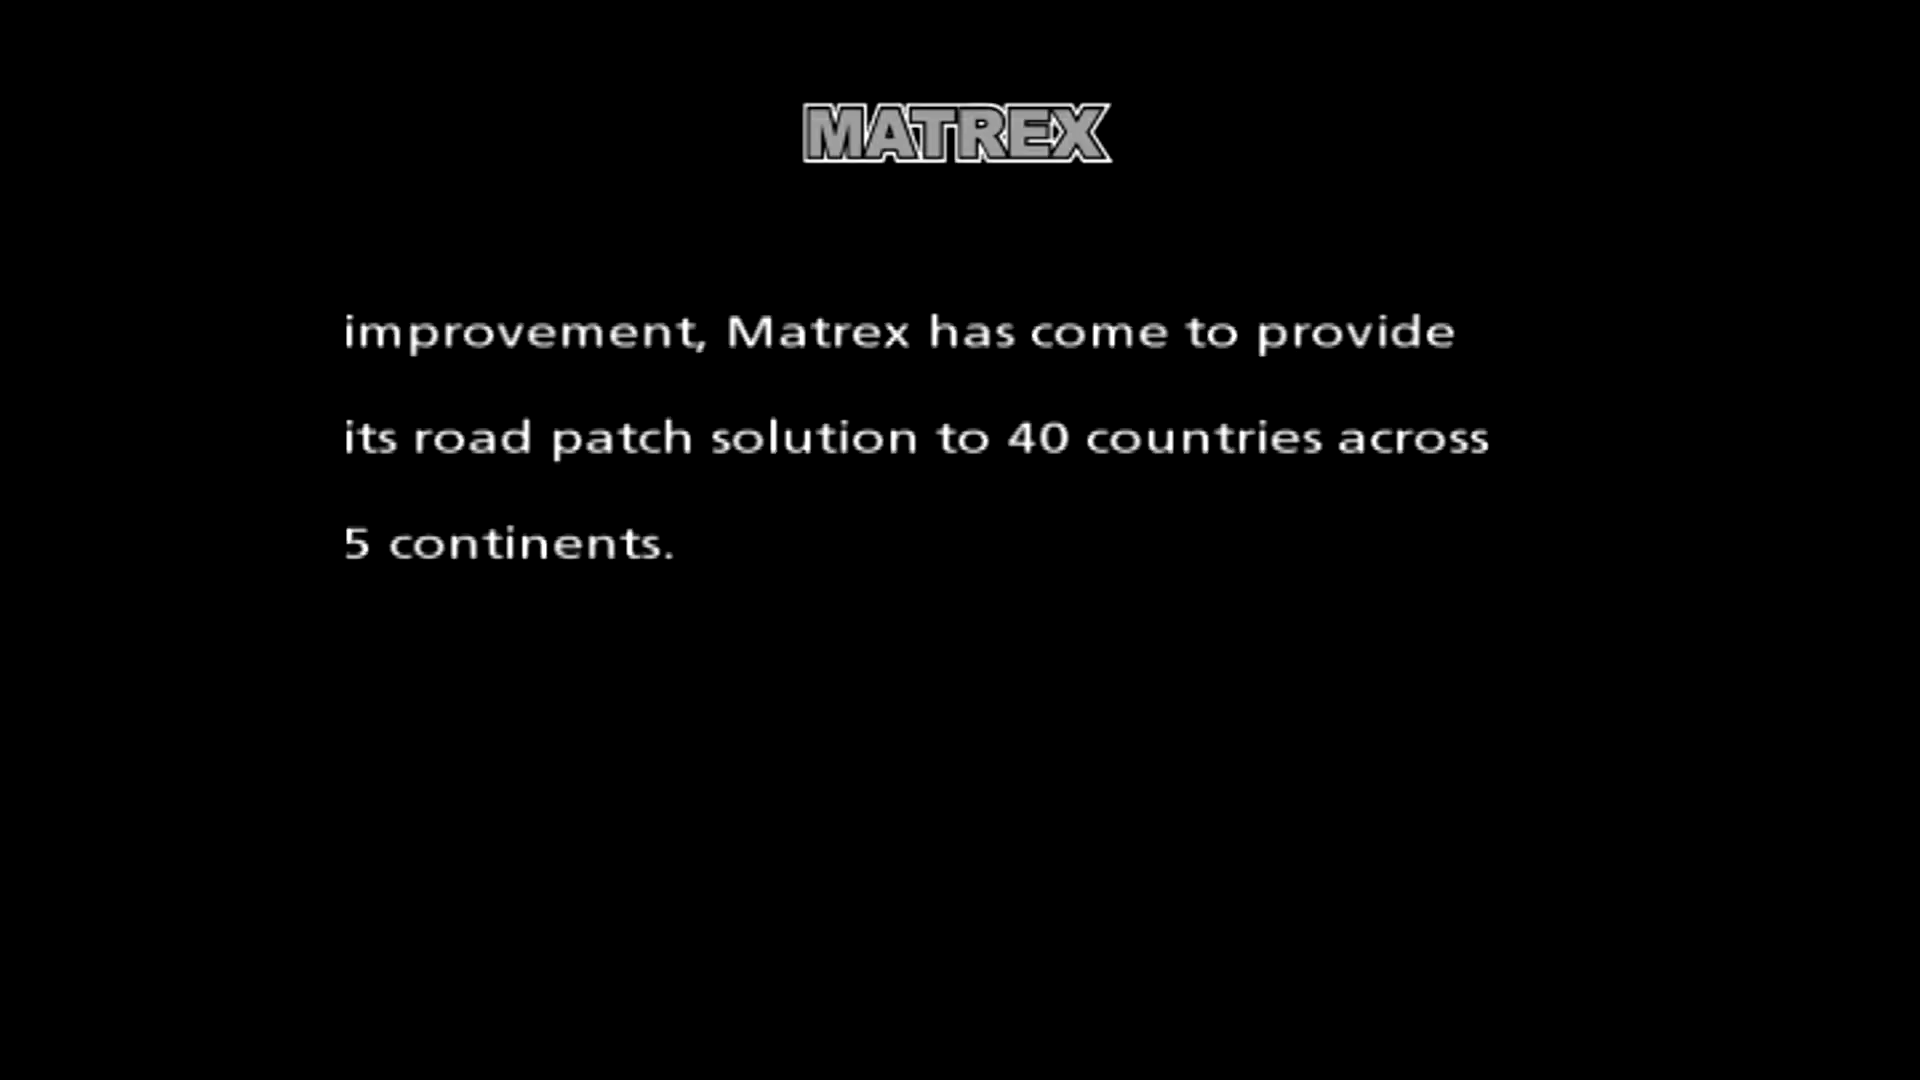 MATREX
improvement, Matrex has come to provide
its road patch solution to 40 countries across
5 continents.